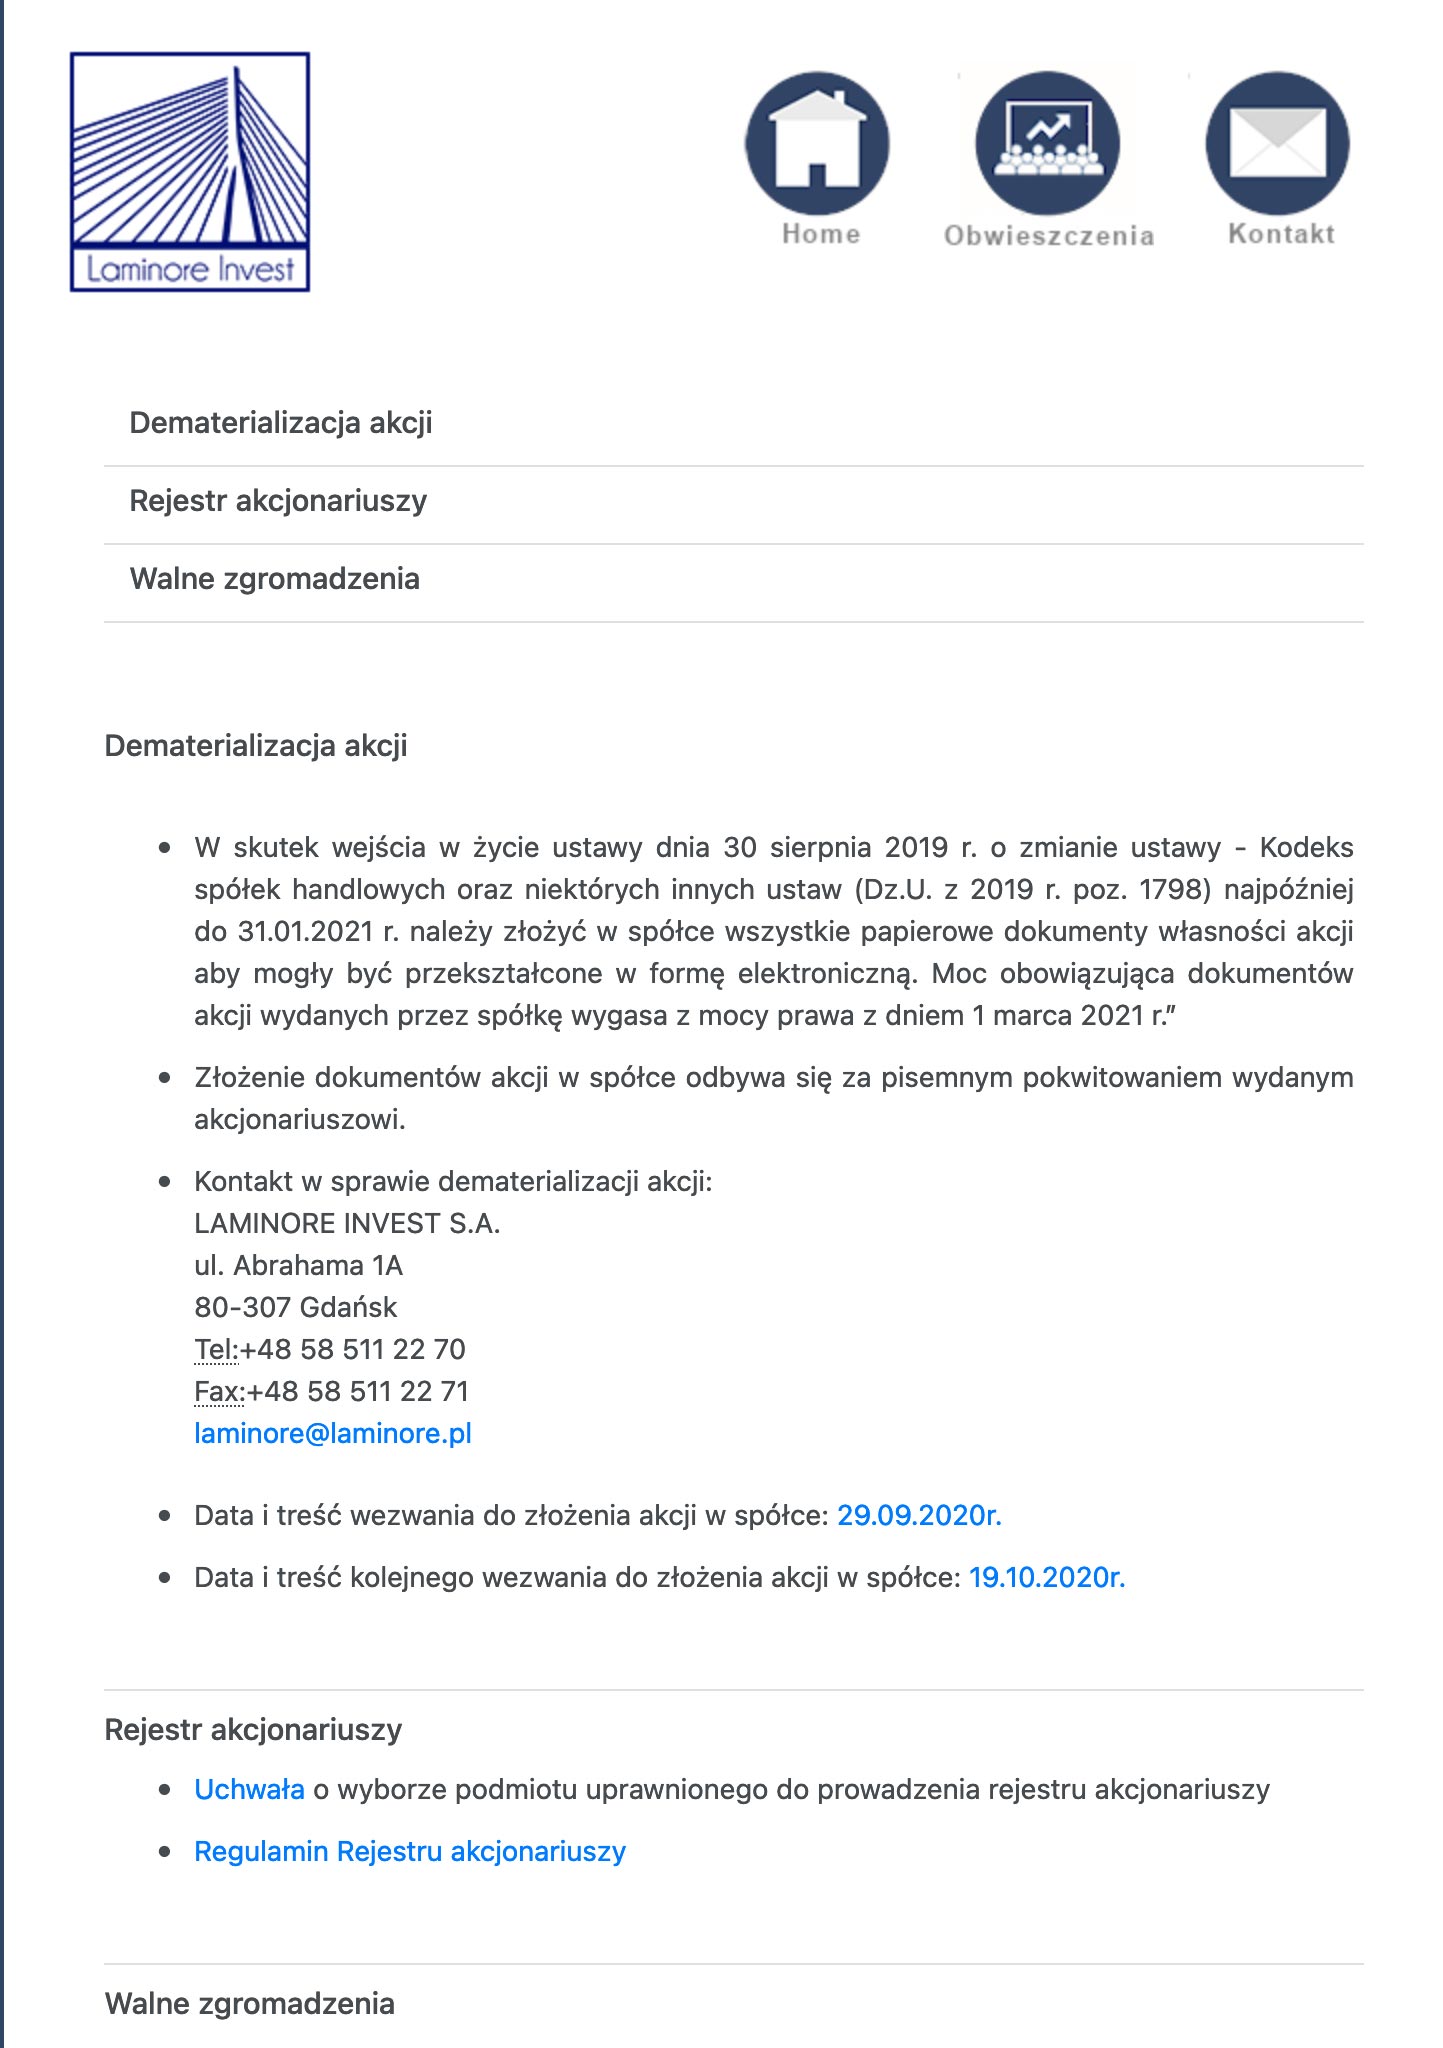 Laminore Invest
Home
Obwieszczenia
Kontakt
Dematerializacja akcji
Rejestr akcjonariuszy
Walne zgromadzenia
Dematerializacja akcji
• W skutek wejścia w życie ustawy dnia 30 sierpnia 2019 r. o zmianie ustawy - Kodeks
spółek handlowych oraz niektórych innych ustaw (Dz.U. z 2019 r. poz. 1798) najpóźniej
do 31.01.2021 r. należy złożyć w spółce wszystkie papierowe dokumenty własności akcji
aby mogły być przekształcone w formę elektroniczną. Moc obowiązująca dokumentów
akcji wydanych przez spółkę wygasa z mocy prawa z dniem 1 marca 2021 r.”
• Złożenie dokumentów akcji w spółce odbywa się za pisemnym pokwitowaniem wydanym
akcjonariuszowi.
• Kontakt w sprawie dematerializacji akcji:
LAMINORE INVEST S.A.
ul. Abrahama 1A
80-307 Gdańsk
Tel:+48 58 511 22 70
Fax:+48 58 511 22 71
laminore@laminore.pl
• Data i treść wezwania do złożenia akcji w spółce: 29.09.2020r.
• Data i treść kolejnego wezwania do złożenia akcji w spółce: 19.10.2020r.
Rejestr akcjonariuszy
• Uchwała o wyborze podmiotu uprawnionego do prowadzenia rejestru akcjonariuszy
• Regulamin Rejestru akcjonariuszy
Walne zgromadzenia